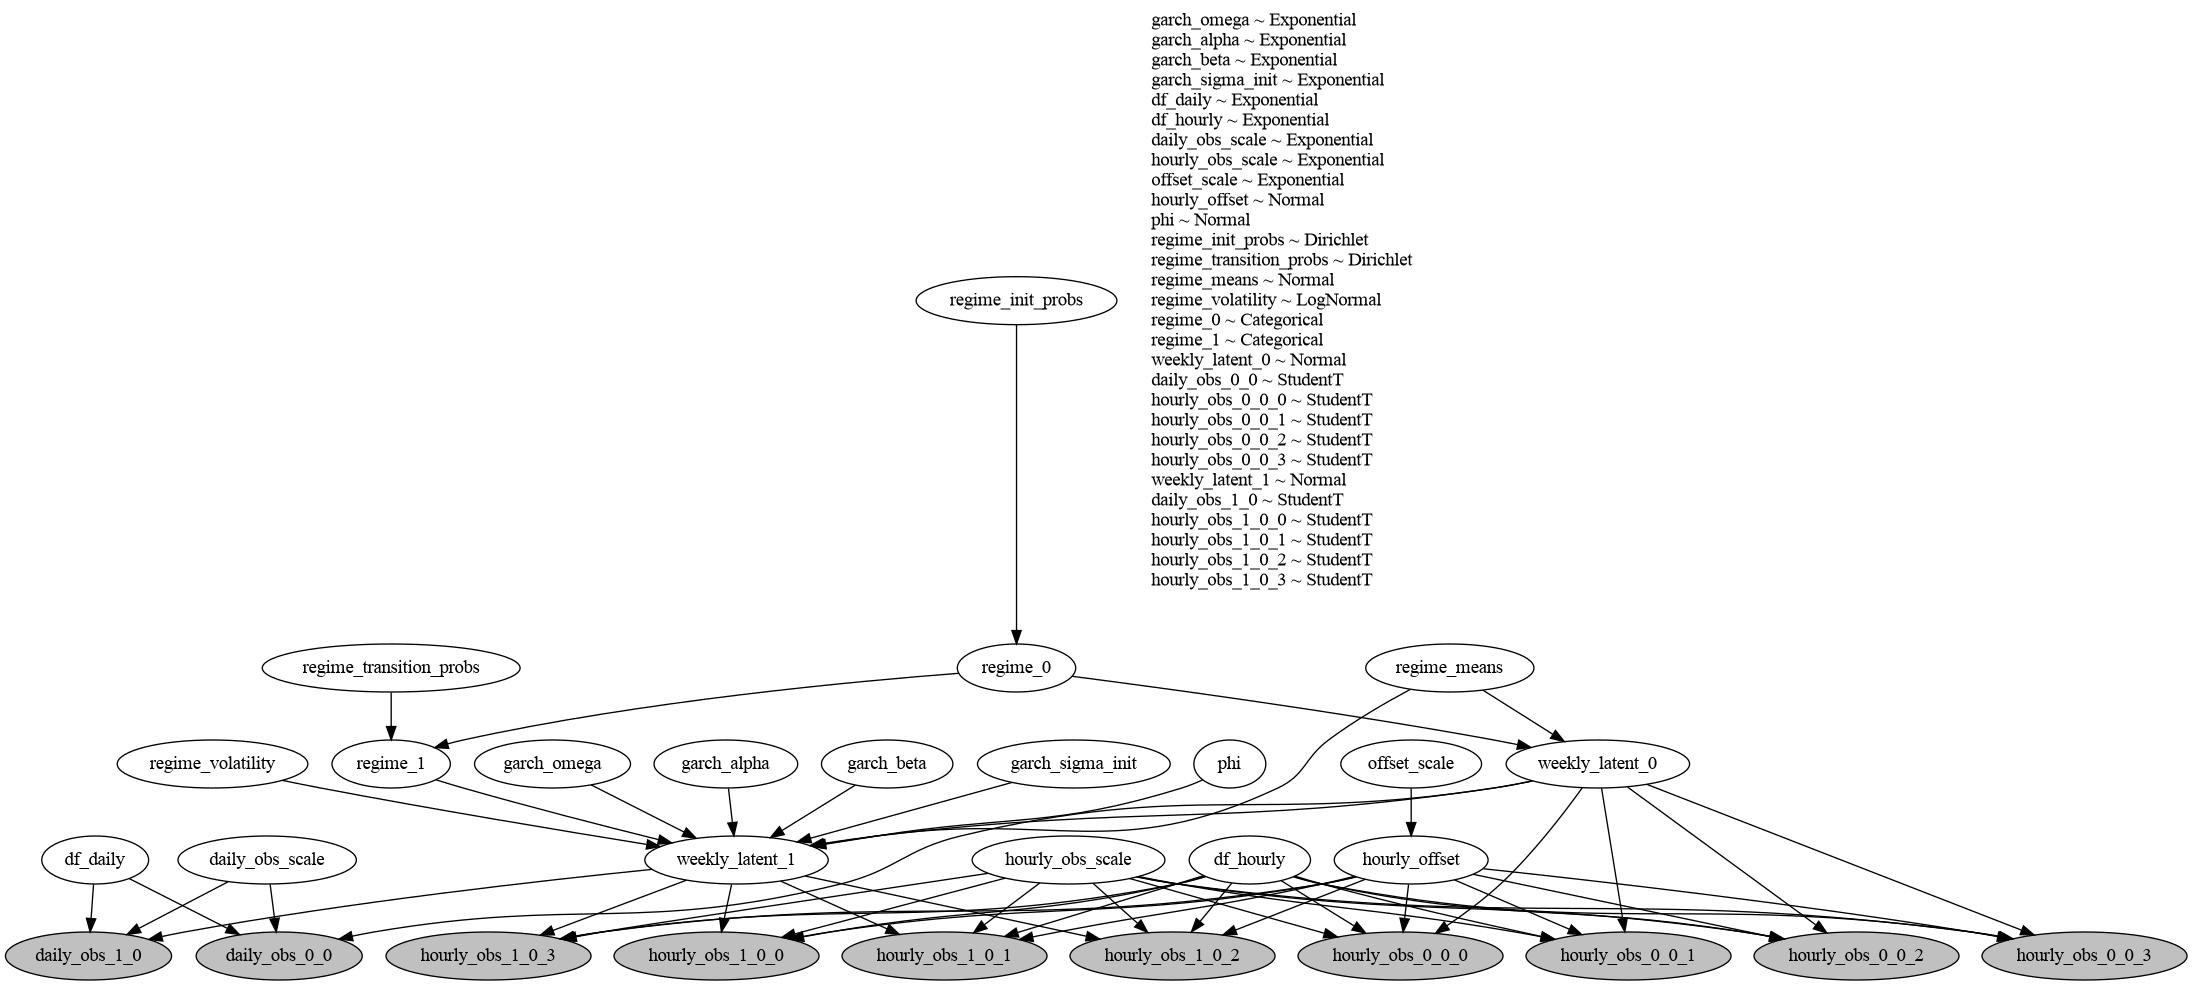 garch_omega ~ Exponential
garch_alpha ~ Exponential
garch_beta ~ Exponential
garch_sigma_init ~ Exponential
df_daily ~ Exponential
df_hourly ~ Exponential
daily_obs_scale ~ Exponential
hourly_obs_scale ~ Exponential
offset_scale ~ Exponential
hourly_offset ~ Normal
phi ~ Normal
regime_init_probs ~ Dirichlet
regime_transition_probs ~ Dirichlet
regime_means ~ Normal
regime_volatility ~ LogNormal
regime_0 ~ Categorical
regime_1 ~ Categorical
weekly_latent_0 ~ Normal
daily_obs_0_0 ~ StudentT
hourly_obs_0_0_0 ~ StudentT
hourly_obs_0_0_1 ~ StudentT
hourly_obs_0_0_2 ~ StudentT
hourly_obs_0_0_3 ~ StudentT
weekly_latent_1 ~ Normal
daily_obs_1_0 ~ StudentT
hourly_obs_1_0_0 ~ StudentT
hourly_obs_1_0_1 ~ StudentT
hourly_obs_1_0_2 ~ StudentT
hourly_obs_1_0_3 ~ StudentT
regime_init_probs
regime_transition_probs
regime_0
regime_means
regime_volatility
regime_1
garch_omega
garch_alpha
garch_beta
garch_sigma_init
phi
offset_scale
weekly_latent_0
df_daily
daily_obs_scale
weekly_latent_1
hourly_obs_scale
df_hourly
hourly_offset
daily_obs_1_0
daily_obs_0_0
hourly_obs_1_0_3
hourly_obs_1_0_0
hourly_obs_1_0_1
hourly_obs_1_0_2
hourly_obs_0_0_0
hourly_obs_0_0_1
hourly_obs_0_0_2
hourly_obs_0_0_3